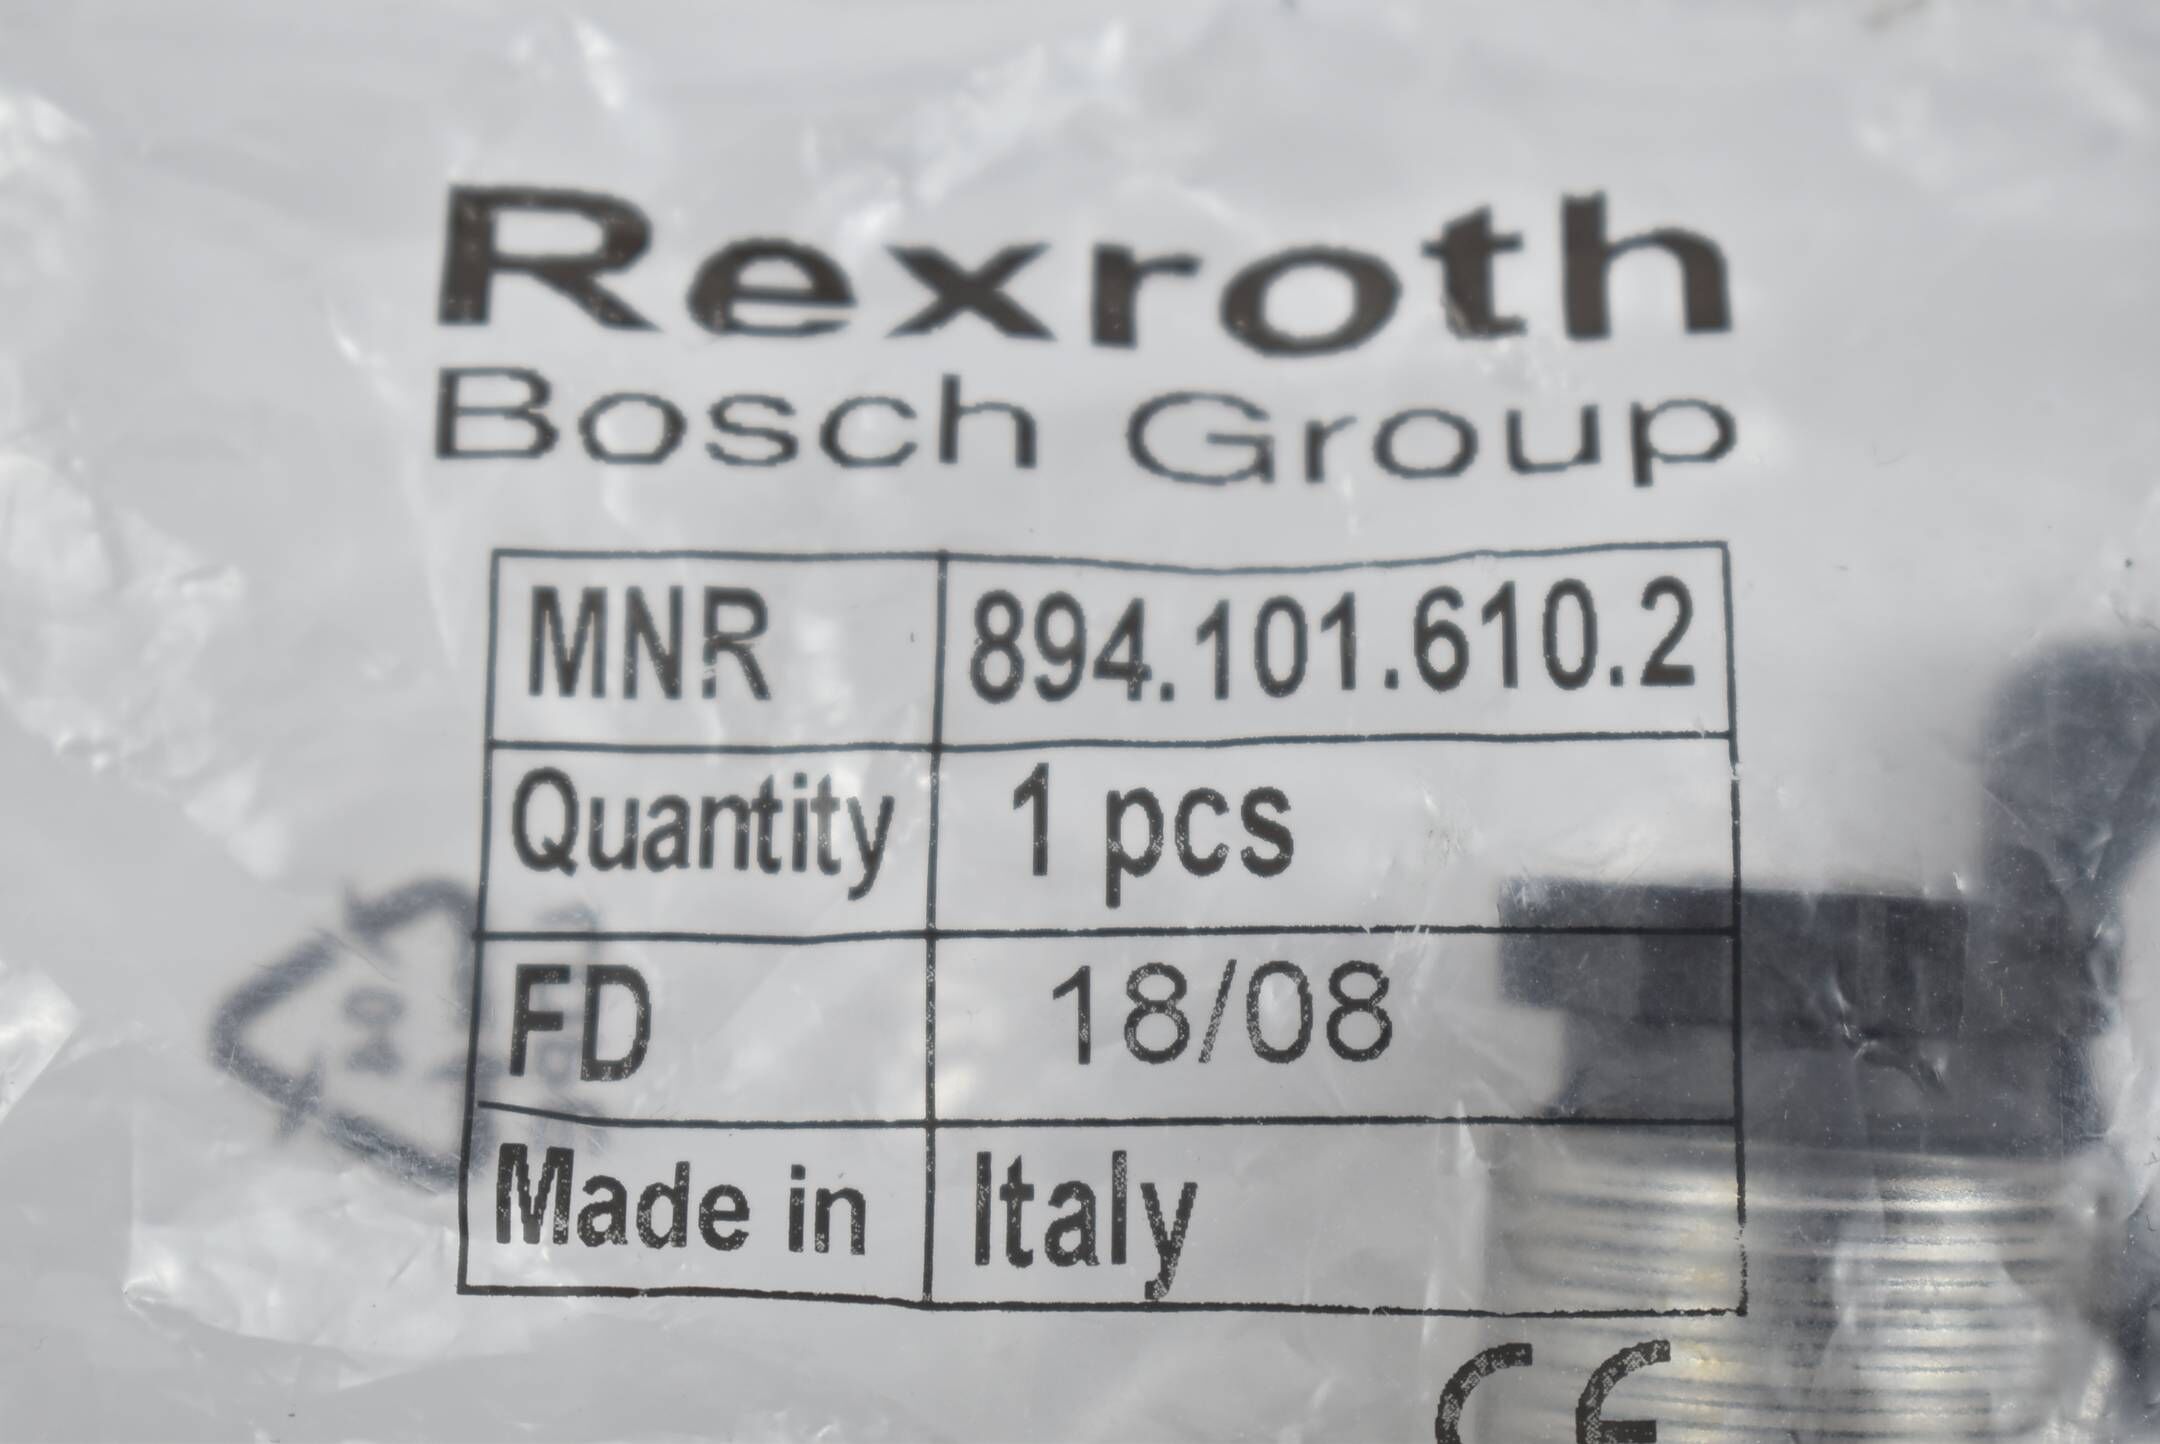 Rexroth
Bosch Group
MNR 894.101.610.2
Quantity 1 pcs
FD 18/08
Made in Italy
CE